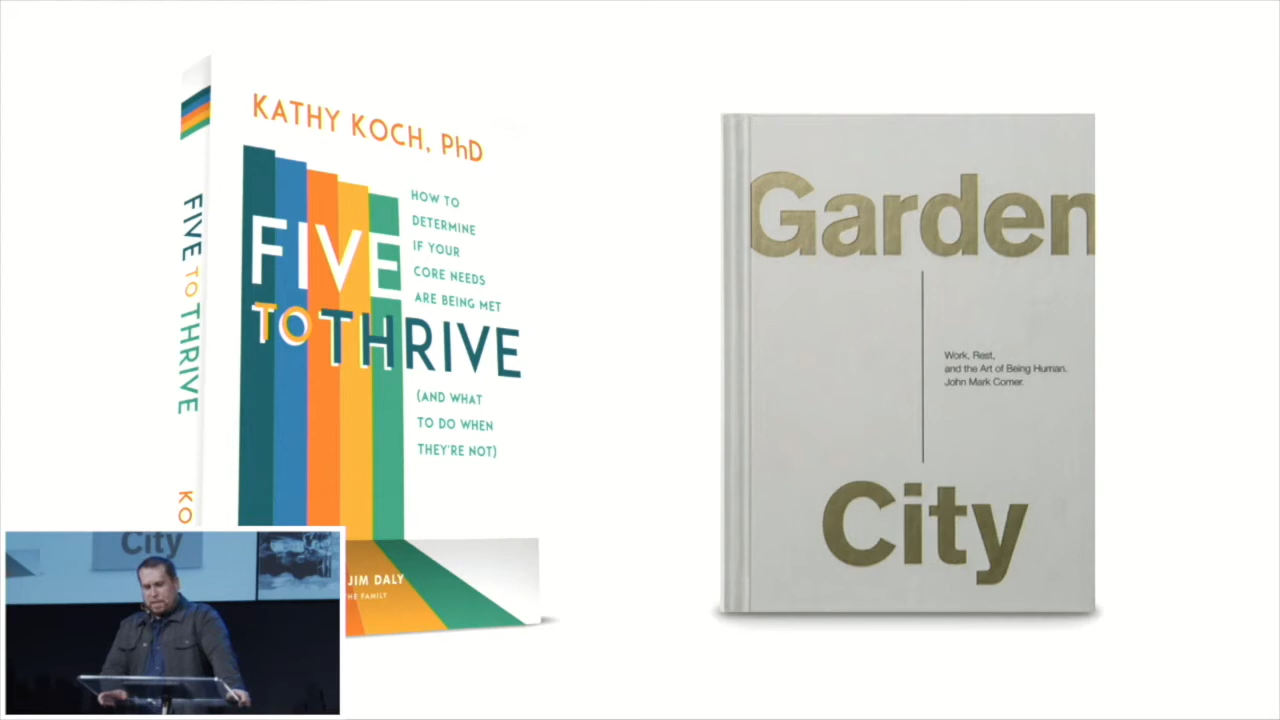 KATHY KOCH, PhD
HOW TO
DETERMINE
IF YOUR
CORE NEEDS
ARE BEING MET
FIVE
TO THRIVE
(AND WHAT
TO DO WHEN
THEY'RE NOT)
JIM DALY
THE FAMILY
FIVE TO THRIVE
KO
Garden
Work, Rest,
and the Art of Being Human.
John Mark Comer.
City
City